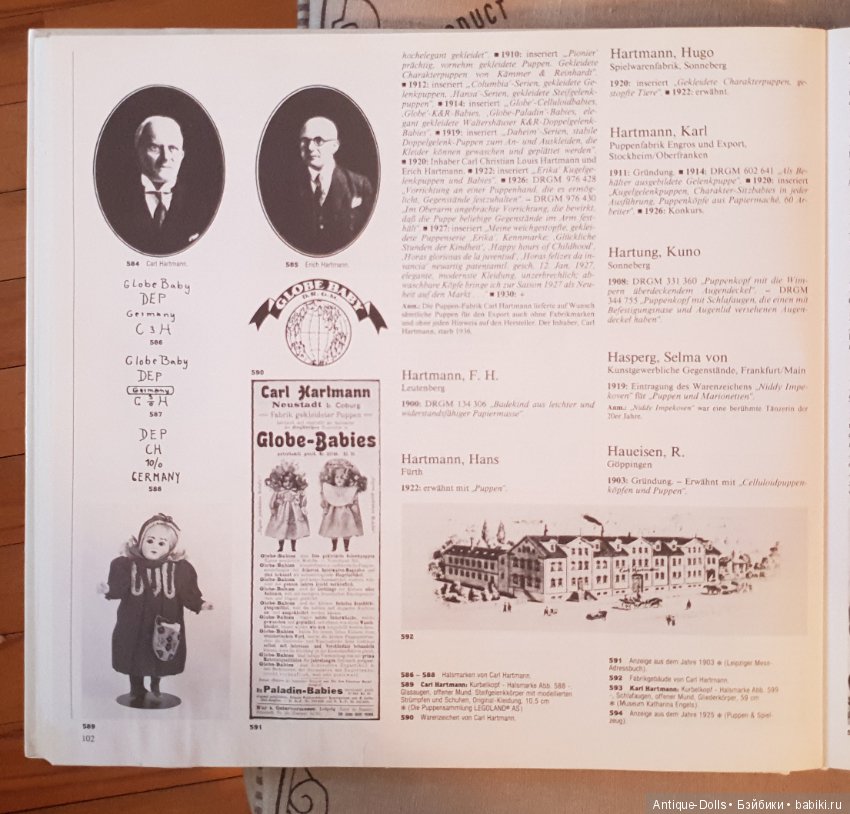 PRODUCT
584 Carl Hartmann.
585 Erich Hartmann.
Globe Baby
DEP
Germany
C 3 H
586
Globe Baby
DEP
Germany
C H
587
DEP
CH
10/0
GERMANY
588
589
102
GLOBE BABY
D.R.G.M.
590
Carl Hartmann
Neustadt b. Coburg
Fabrik gekleideter Puppen
Globe-Babies
Paladin-Babies
591
hochelegant gekleidet“. ■ 1910: inseriert „Pionier
prächtig, vornehm gekleidete Puppen. Gekleidete
Charakterpuppen von Kämmer & Reinhardt“.
■ 1912: inseriert „Columbia‘-Serien, gekleidete Ge-
lenkpuppen, ‚Hansa‘-Serien, gekleidete Steifgelenk-
puppen“. ■ 1914: inseriert „‚Globe‘-Celluloidbabies,
‚Globe‘-K&R-Babies, ‚Globe-Paladin‘-Babies, ele-
gant gekleidete Waltershäuser K&R-Doppelgelenk-
Babies“. ■ 1919: inseriert „‚Daheim‘-Serien, stabile
Doppelgelenk-Puppen zum An- und Auskleiden, die
Kleider können gewaschen und geplättet werden“.
■ 1920: Inhaber Carl Christian Louis Hartmann und
Erich Hartmann. ■ 1922: inseriert „‚Erika‘ Kugelge-
lenkpuppen und Babies“. ■ 1926: DRGM 976 428
„Vorrichtung an einer Puppenhand, die es ermög-
licht, Gegenstände festzuhalten“. – DRGM 976 430
„Im Oberarm angebrachte Vorrichtung, die bewirkt,
daß die Puppe beliebige Gegenstände im Arm fest-
hält“. ■ 1927: inseriert „Meine weichgestopfte, geklei-
dete Puppenserie ‚Erika‘. Kennmarke: ‚Glückliche
Stunden der Kindheit‘, ‚Happy hours of Childhood‘,
‚Horas gloriosas de la juventud‘, ‚Horas felizes da in-
vancia‘ neuartig patentamtl. gesch. 12. Jan. 1927,
elegante, modernste Kleidung, unzerbrechlich; ab-
waschbare Köpfe bringe ich zur Saison 1927 als Neu-
heit auf den Markt . . .“ ■ 1930: +
Anm.: Die Puppen-Fabrik Carl Hartmann lieferte auf Wunsch
sämtliche Puppen für den Export auch ohne Fabrikmarken
und ohne jeden Hinweis auf den Hersteller. Der Inhaber, Carl
Hartmann, starb 1936.
Hartmann, F. H.
Leutenberg
1900: DRGM 134 306 „Badekind aus leichter und
widerstandsfähiger Papiermasse“.
Hartmann, Hans
Fürth
1922: erwähnt mit „Puppen“.
Hartmann, Hugo
Spielwarenfabrik, Sonneberg
1920: inseriert „Gekleidete Charakterpuppen, ge-
stopfte Tiere“. ■ 1922: erwähnt.
Hartmann, Karl
Puppenfabrik Engros und Export,
Stockheim/Oberfranken
1911: Gründung. ■ 1914: DRGM 602 641 „Als Be-
hälter ausgebildete Gelenkpuppe“. ■ 1920: inseriert
„Kugelgelenkpuppen, Charakter-Sitzbabies in jeder
Ausführung, Puppenköpfe aus Papiermaché, 60 Ar-
beiter“. ■ 1926: Konkurs.
Hartung, Kuno
Sonneberg
1908: DRGM 331 360 „Puppenkopf mit die Wim-
pern überdeckendem Augendeckel“. – DRGM
344 755 „Puppenkopf mit Schlafaugen, die einen mit
Befestigungsnase und Augenlid versehenen Augen-
deckel haben“.
Hasperg, Selma von
Kunstgewerbliche Gegenstände, Frankfurt/Main
1919: Eintragung des Warenzeichens „Niddy Impe-
koven“ für „Puppen und Marionetten“.
Anm.: „Niddy Impekoven“ war eine berühmte Tänzerin der
20er Jahre.
Haueisen, R.
Göppingen
1903: Gründung. – Erwähnt mit „Celluloidpuppen-
köpfen und Puppen“.
592
586 – 588 Halsmarken von Carl Hartmann.
589 Carl Hartmann: Kurbelkopf - Halsmarke Abb. 588 -
Glasaugen, offener Mund, Steifgelenkkörper mit modellierten
Strümpfen und Schuhen, Original-Kleidung, 10,5 cm
(Die Puppensammlung LEGOLAND® AS)
590 Warenzeichen von Carl Hartmann.
591 Anzeige aus dem Jahre 1903 (Leipziger Mess-
Adressbuch).
592 Fabrikgebäude von Carl Hartmann.
593 Karl Hartmann: Kurbelkopf - Halsmarke Abb. 599
- Schlafaugen, offener Mund, Gliederkörper, 59 cm
(Museum Katharina Engels).
594 Anzeige aus dem Jahre 1925 (Puppen & Spiel-
zeug).
Antique-Dolls • Бэйбики • babiki.ru